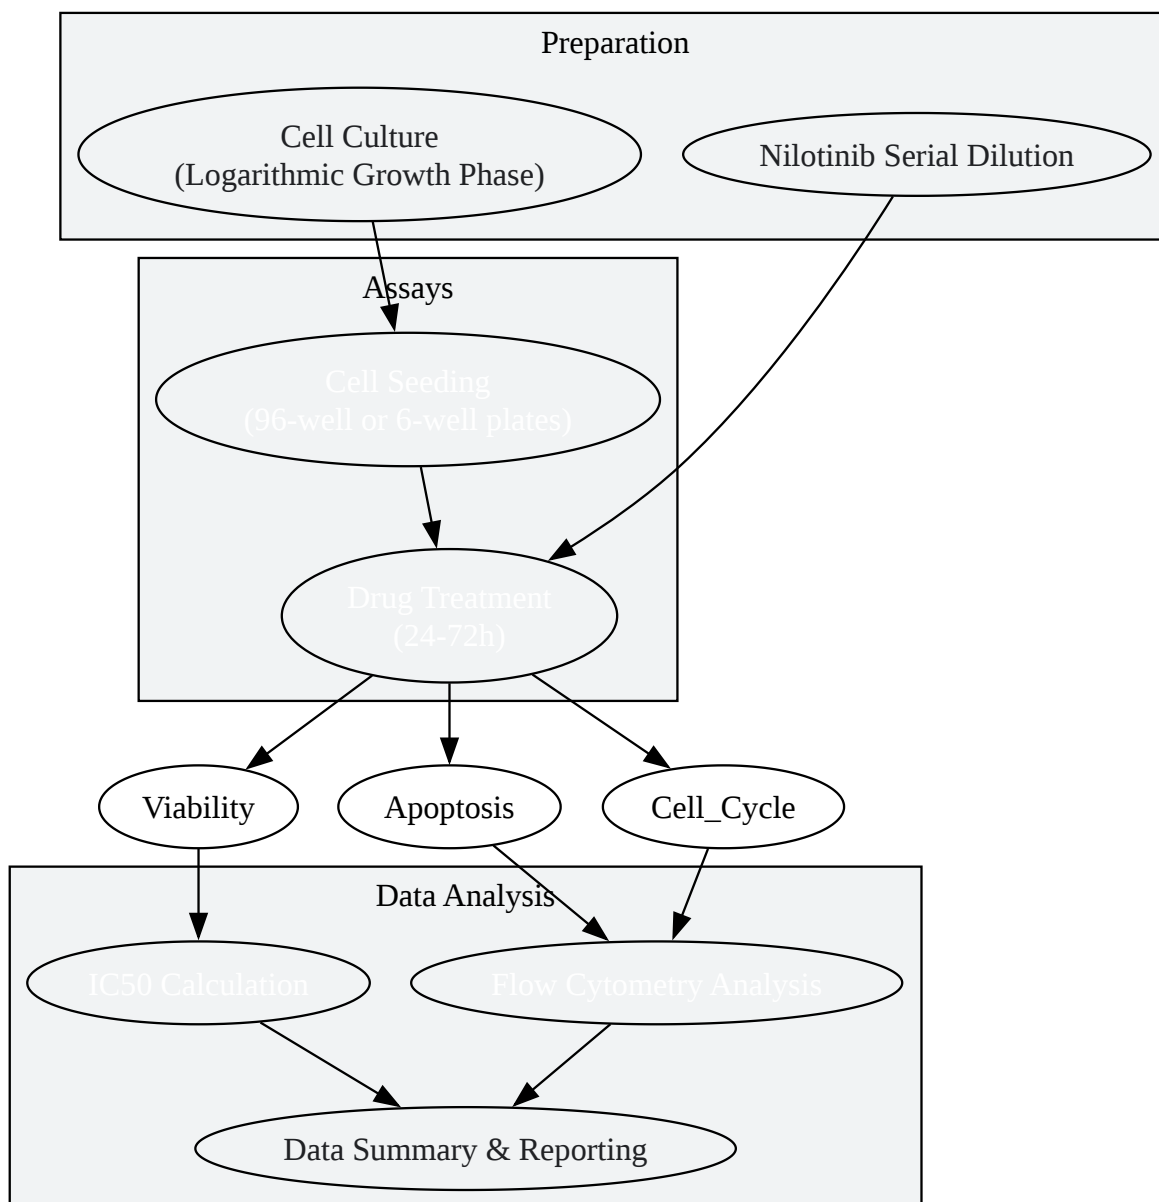 Preparation
Cell Culture
(Logarithmic Growth Phase)
Nilotinib Serial Dilution
Assays
Cell Seeding
(96-well or 6-well plates)
Drug Treatment
(24-72h)
Viability
Apoptosis
Cell_Cycle
Data Analysis
IC50 Calculation
Flow Cytometry Analysis
Data Summary & Reporting